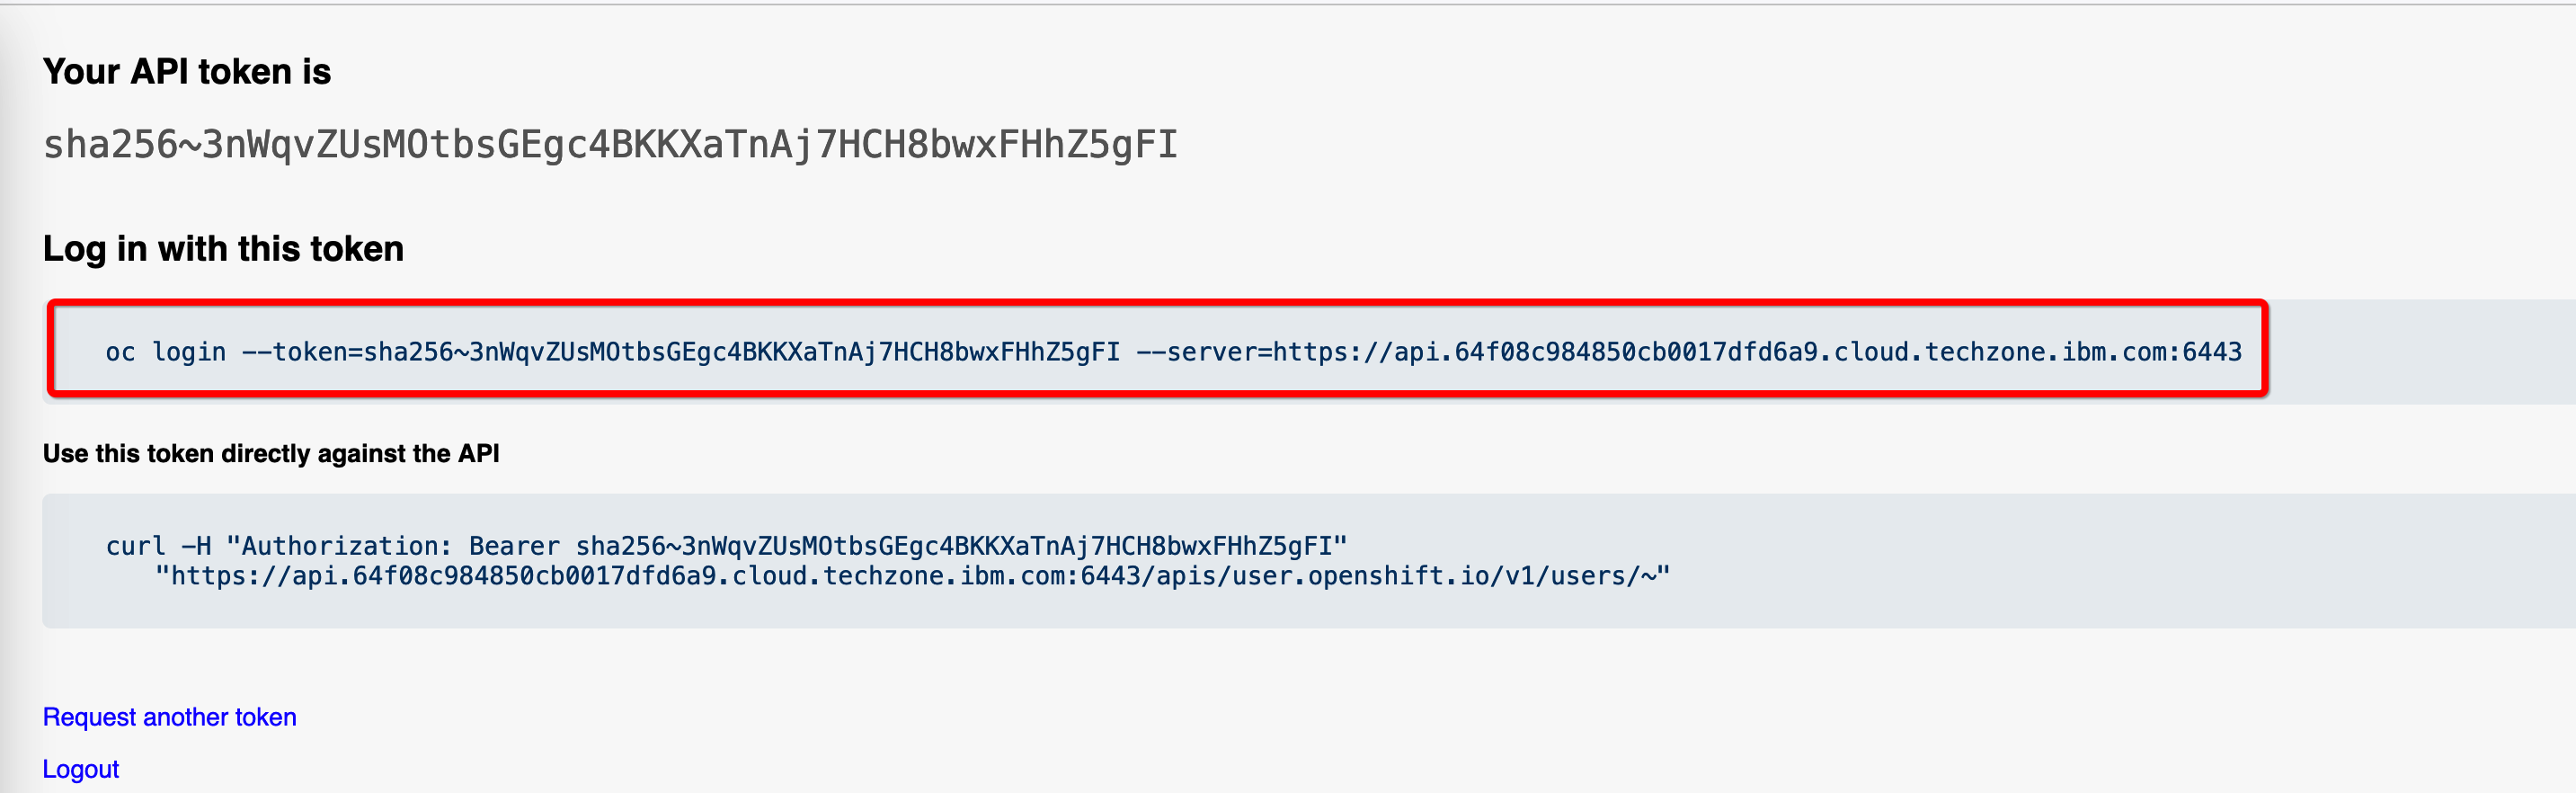 Your API token is
sha256~3nWqvZUsMOtbsGEgc4BKKXaTnAj7HCH8bwxFHhZ5gFI
Log in with this token
oc login --token=sha256~3nWqvZUsMOtbsGEgc4BKKXaTnAj7HCH8bwxFHhZ5gFI --server=https://api.64f08c984850cb0017dfd6a9.cloud.techzone.ibm.com:6443
Use this token directly against the API
curl -H "Authorization: Bearer sha256~3nWqvZUsMOtbsGEgc4BKKXaTnAj7HCH8bwxFHhZ5gFI"
"https://api.64f08c984850cb0017dfd6a9.cloud.techzone.ibm.com:6443/apis/user.openshift.io/v1/users/~"
Request another token
Logout